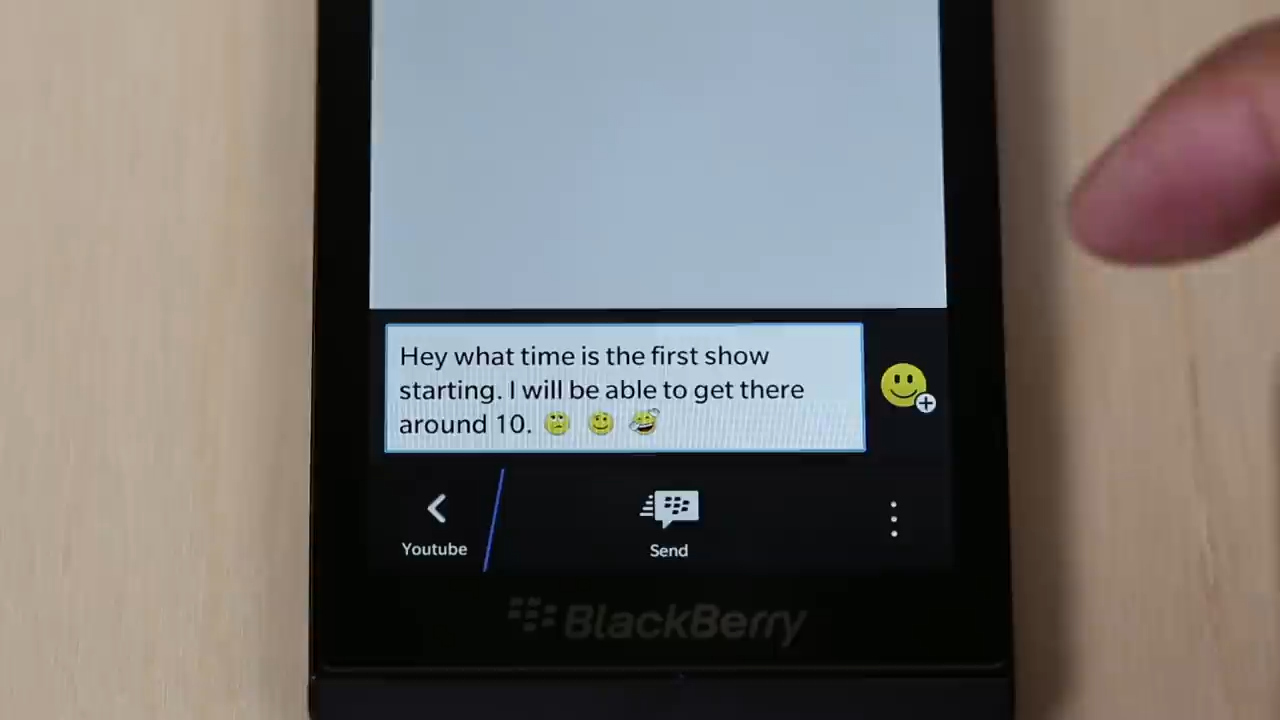 Hey what time is the first show
starting. I will be able to get there
around 10.
Youtube
Send
BlackBerry